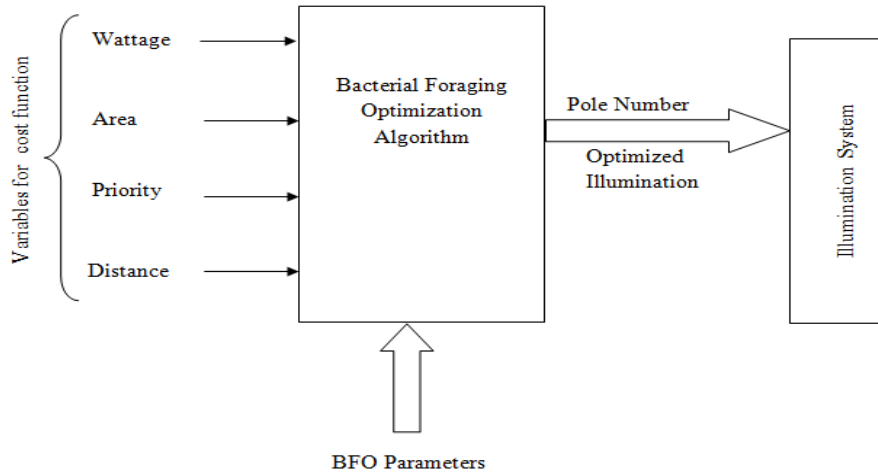 Variables for cost function
Wattage
Area
Priority
Distance
Bacterial Foraging
Optimization
Algorithm
BFO Parameters
Pole Number
Optimized
Illumination
Illumination System